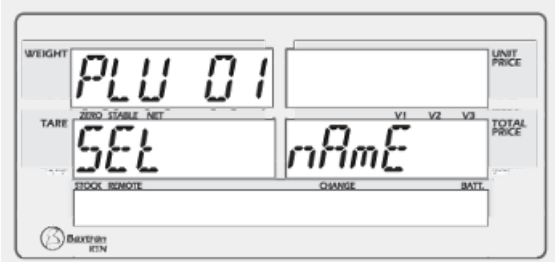 WEIGHT PLU 01 UNIT PRICE
ZERO STABLE NET V1 V2 V3
TARE SEt nAmE TOTAL PRICE
STOCK REMOTE CHANGE BATT.
Baxtran
RTN